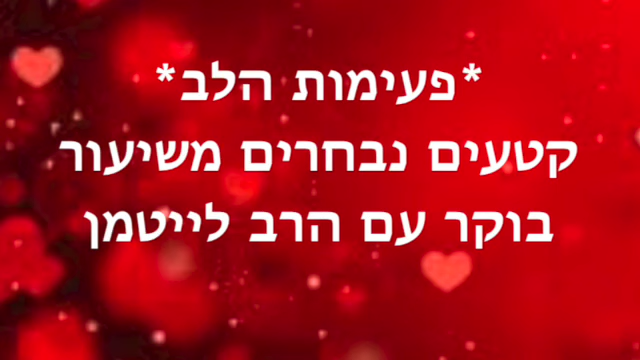 *פעימות הלב*
קטעים נבחרים משיעור
בוקר עם הרב לייטמן